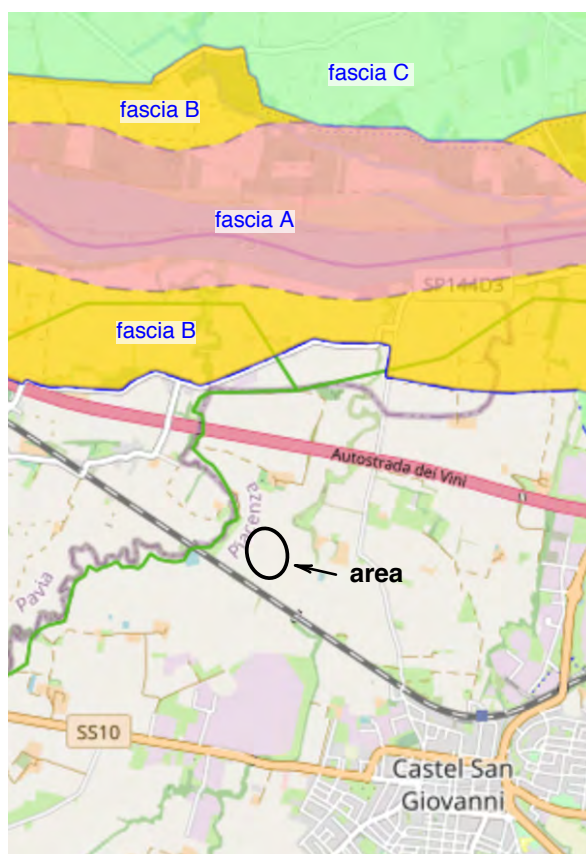 fascia C
fascia B
fascia A
SP144D3
fascia B
Autostrada dei Vini
Piacenza
area
Pavia
SS10
Castel San
Giovanni